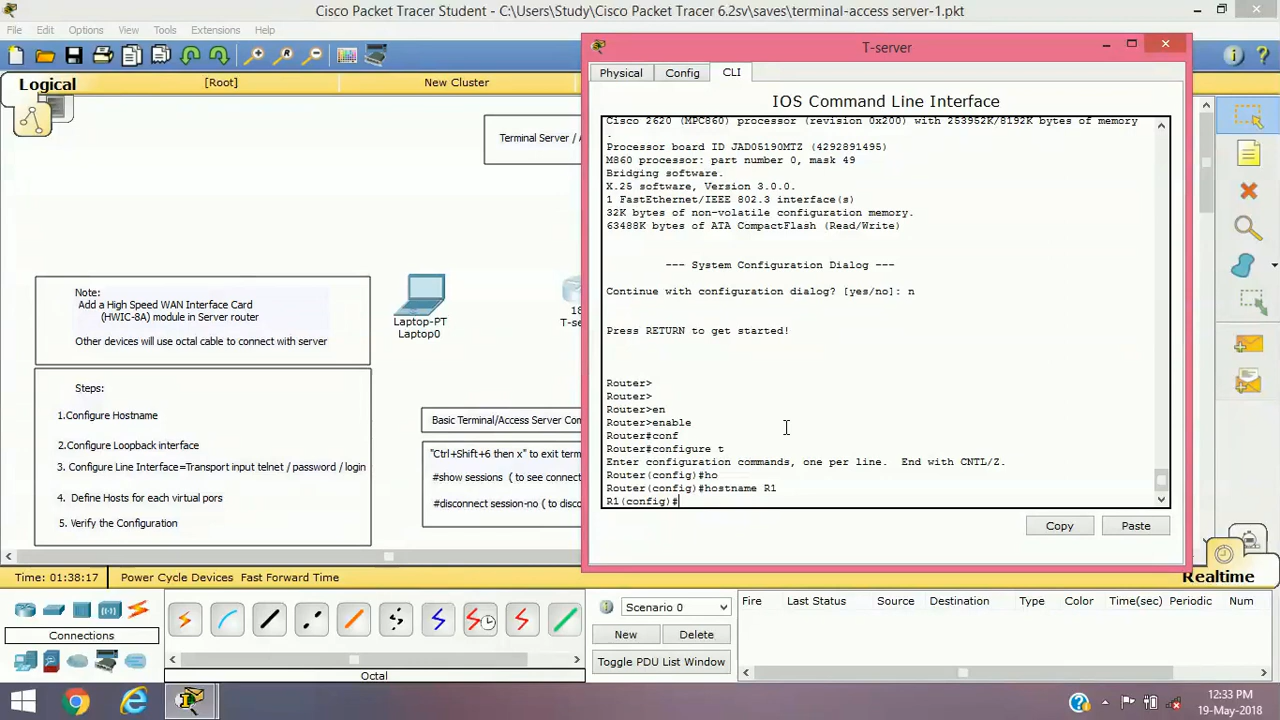 Cisco Packet Tracer Student - C:\Users\Study\Cisco Packet Tracer 6.2sv\saves\terminal-access server-1.pkt
File Edit Options View Tools Extensions Help
Logical
[Root]
New Cluster
T-server
Physical Config CLI
IOS Command Line Interface
Cisco 2620 (MPC860) processor (revision 0x200) with 253952K/8192K bytes of memory
.
Processor board ID JAD05190MTZ (4292891495)
M860 processor: part number 0, mask 49
Bridging software.
X.25 software, Version 3.0.0.
1 FastEthernet/IEEE 802.3 interface(s)
32K bytes of non-volatile configuration memory.
63488K bytes of ATA CompactFlash (Read/Write)
--- System Configuration Dialog ---
Continue with configuration dialog? [yes/no]: n
Press RETURN to get started!
Router>
Router>
Router>en
Router>enable
Router#conf
Router#configure t
Enter configuration commands, one per line. End with CNTL/Z.
Router(config)#ho
Router(config)#hostname R1
R1(config)#
Copy Paste
Terminal Server /
Note:
Add a High Speed WAN Interface Card
(HWIC-8A) module in Server router
Other devices will use octal cable to connect with server
Laptop-PT
Laptop0
18
T-se
Steps:
1.Configure Hostname
2.Configure Loopback interface
3. Configure Line Interface=Transport input telnet / password / login
4. Define Hosts for each virtual pors
5. Verify the Configuration
Basic Terminal/Access Server Com
"Ctrl+Shift+6 then x" to exit term
#show sessions ( to see connect
#disconnect session-no ( to disco
Time: 01:38:17 Power Cycle Devices Fast Forward Time
Realtime
Connections
Octal
Scenario 0
New Delete
Toggle PDU List Window
Fire Last Status Source Destination Type Color Time(sec) Periodic Num
12:33 PM
19-May-2018